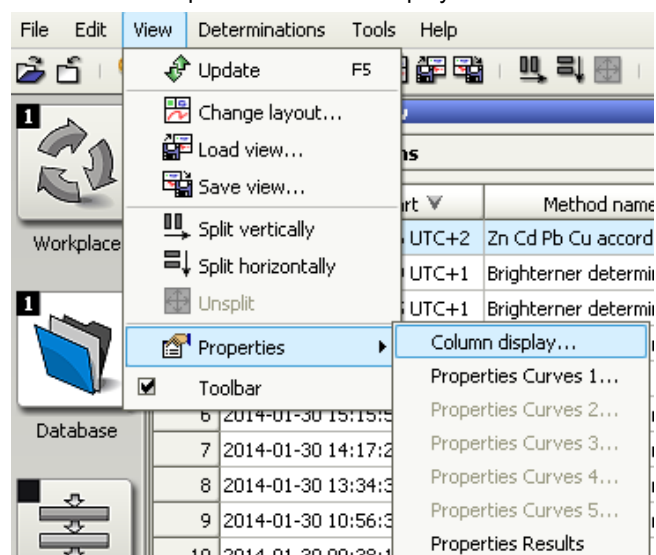 File Edit View Determinations Tools Help
Update F5
Change layout...
Load view...
Save view...
Split vertically
Split horizontally
Unsplit
Properties
Toolbar
Column display...
Properties Curves 1...
Properties Curves 2...
Properties Curves 3...
Properties Curves 4...
Properties Curves 5...
Properties Results
1
Workplace
1
Database
Method name
UTC+2 Zn Cd Pb Cu accord
UTC+1 Brighterner determi
UTC+1 Brighterner determi
6 2014-01-30 15:15:5
7 2014-01-30 14:17:2
8 2014-01-30 13:34:3
9 2014-01-30 10:56:3